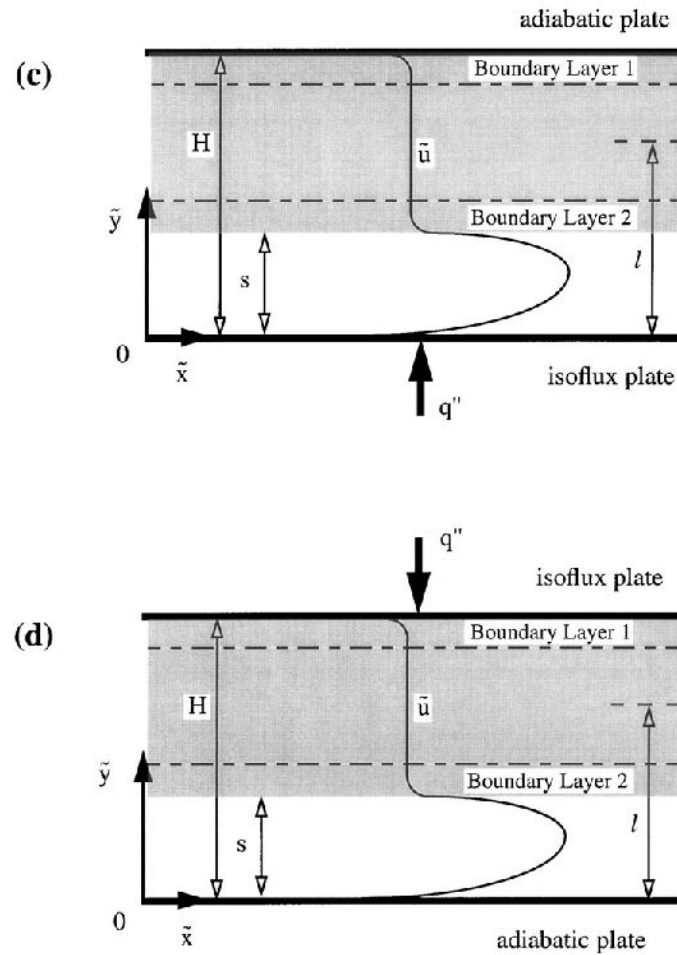 adiabatic plate
(c)
Boundary Layer 1
H
ũ
ỹ
Boundary Layer 2
s
l
0
x̃
isoflux plate
q"
q"
isoflux plate
(d)
Boundary Layer 1
H
ũ
ỹ
Boundary Layer 2
s
l
0
x̃
adiabatic plate